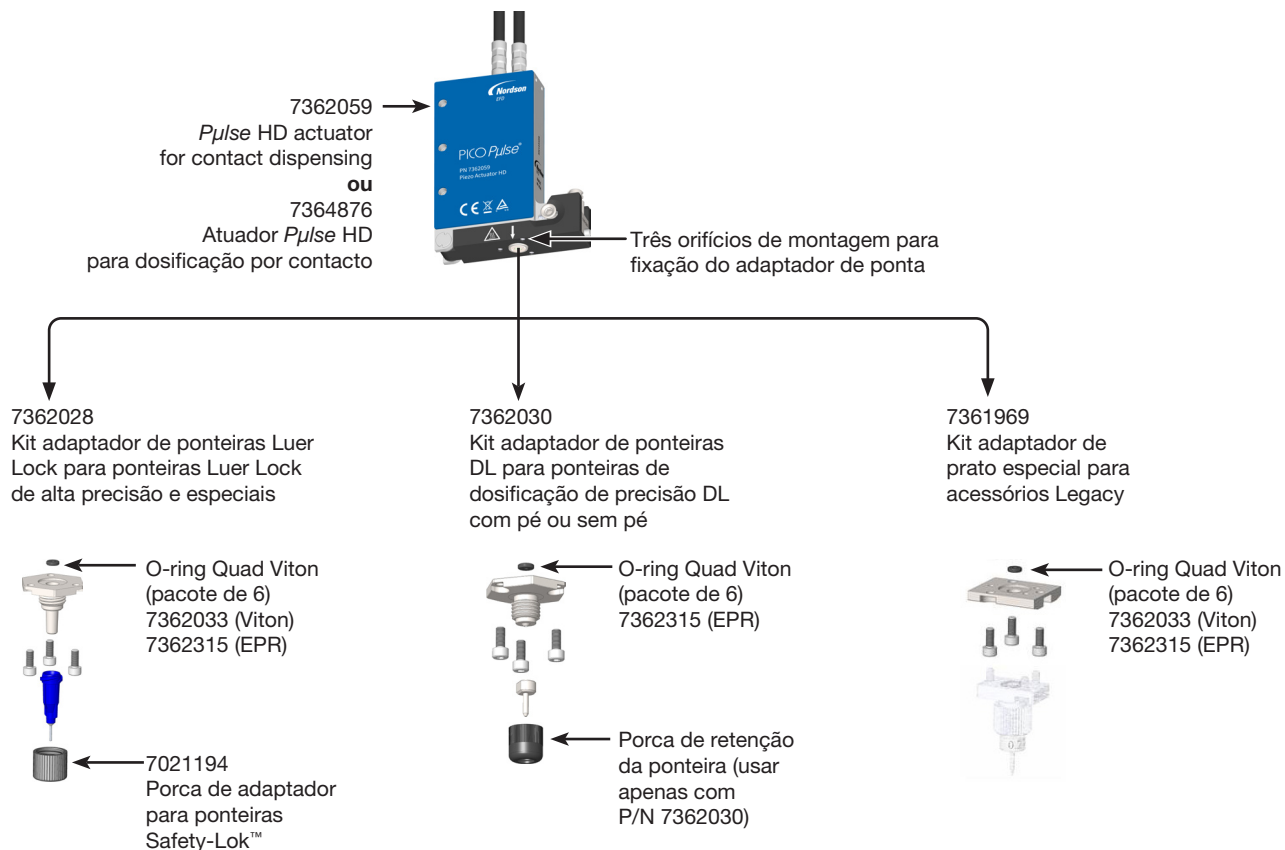 7362059
Pµlse HD actuator
for contact dispensing
ou
7364876
Atuador Pµlse HD
para dosificação por contacto
Nordson
EFD
PICO Pµlse®
PN 7362059
Piezo Actuator HD
CE
Três orifícios de montagem para
fixação do adaptador de ponta
7362028
Kit adaptador de ponteiras Luer
Lock para ponteiras Luer Lock
de alta precisão e especiais
O-ring Quad Viton
(pacote de 6)
7362033 (Viton)
7362315 (EPR)
7021194
Porca de adaptador
para ponteiras
Safety-Lok™
7362030
Kit adaptador de ponteiras
DL para ponteiras de
dosificação de precisão DL
com pé ou sem pé
O-ring Quad Viton
(pacote de 6)
7362315 (EPR)
Porca de retenção
da ponteira (usar
apenas com
P/N 7362030)
7361969
Kit adaptador de
prato especial para
acessórios Legacy
O-ring Quad Viton
(pacote de 6)
7362033 (Viton)
7362315 (EPR)